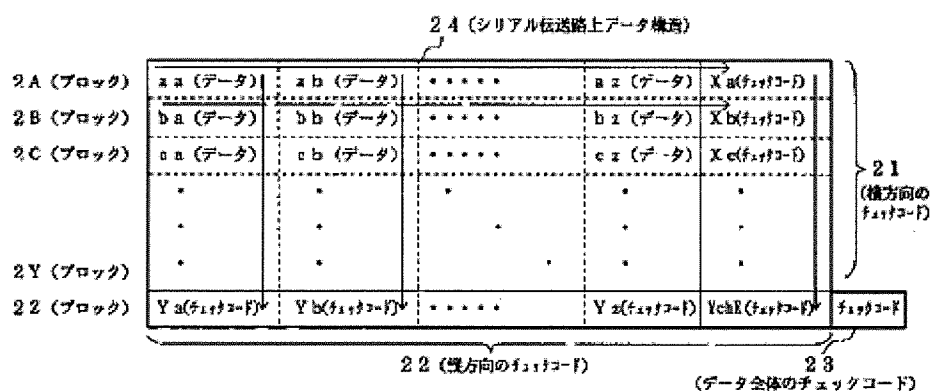 24 (シリアル伝送路上データ構造)
2A (ブロック) aa (データ) ab (データ) ・・・・・ az (データ) Xa(チェックコード)
2B (ブロック) ba (データ) bb (データ) ・・・・・ bz (データ) Xb(チェックコード)
2C (ブロック) ca (データ) cb (データ) ・・・・・ cz (データ) Xc(チェックコード)
21
(横方向の
チェックコード)
2Y (ブロック)
2Z (ブロック) Ya(チェックコード) Yb(チェックコード) ・・・・・ Yz(チェックコード) (チェックコード) チェックコード
22 (縦方向のチェックコード)
23
(データ全体のチェックコード)